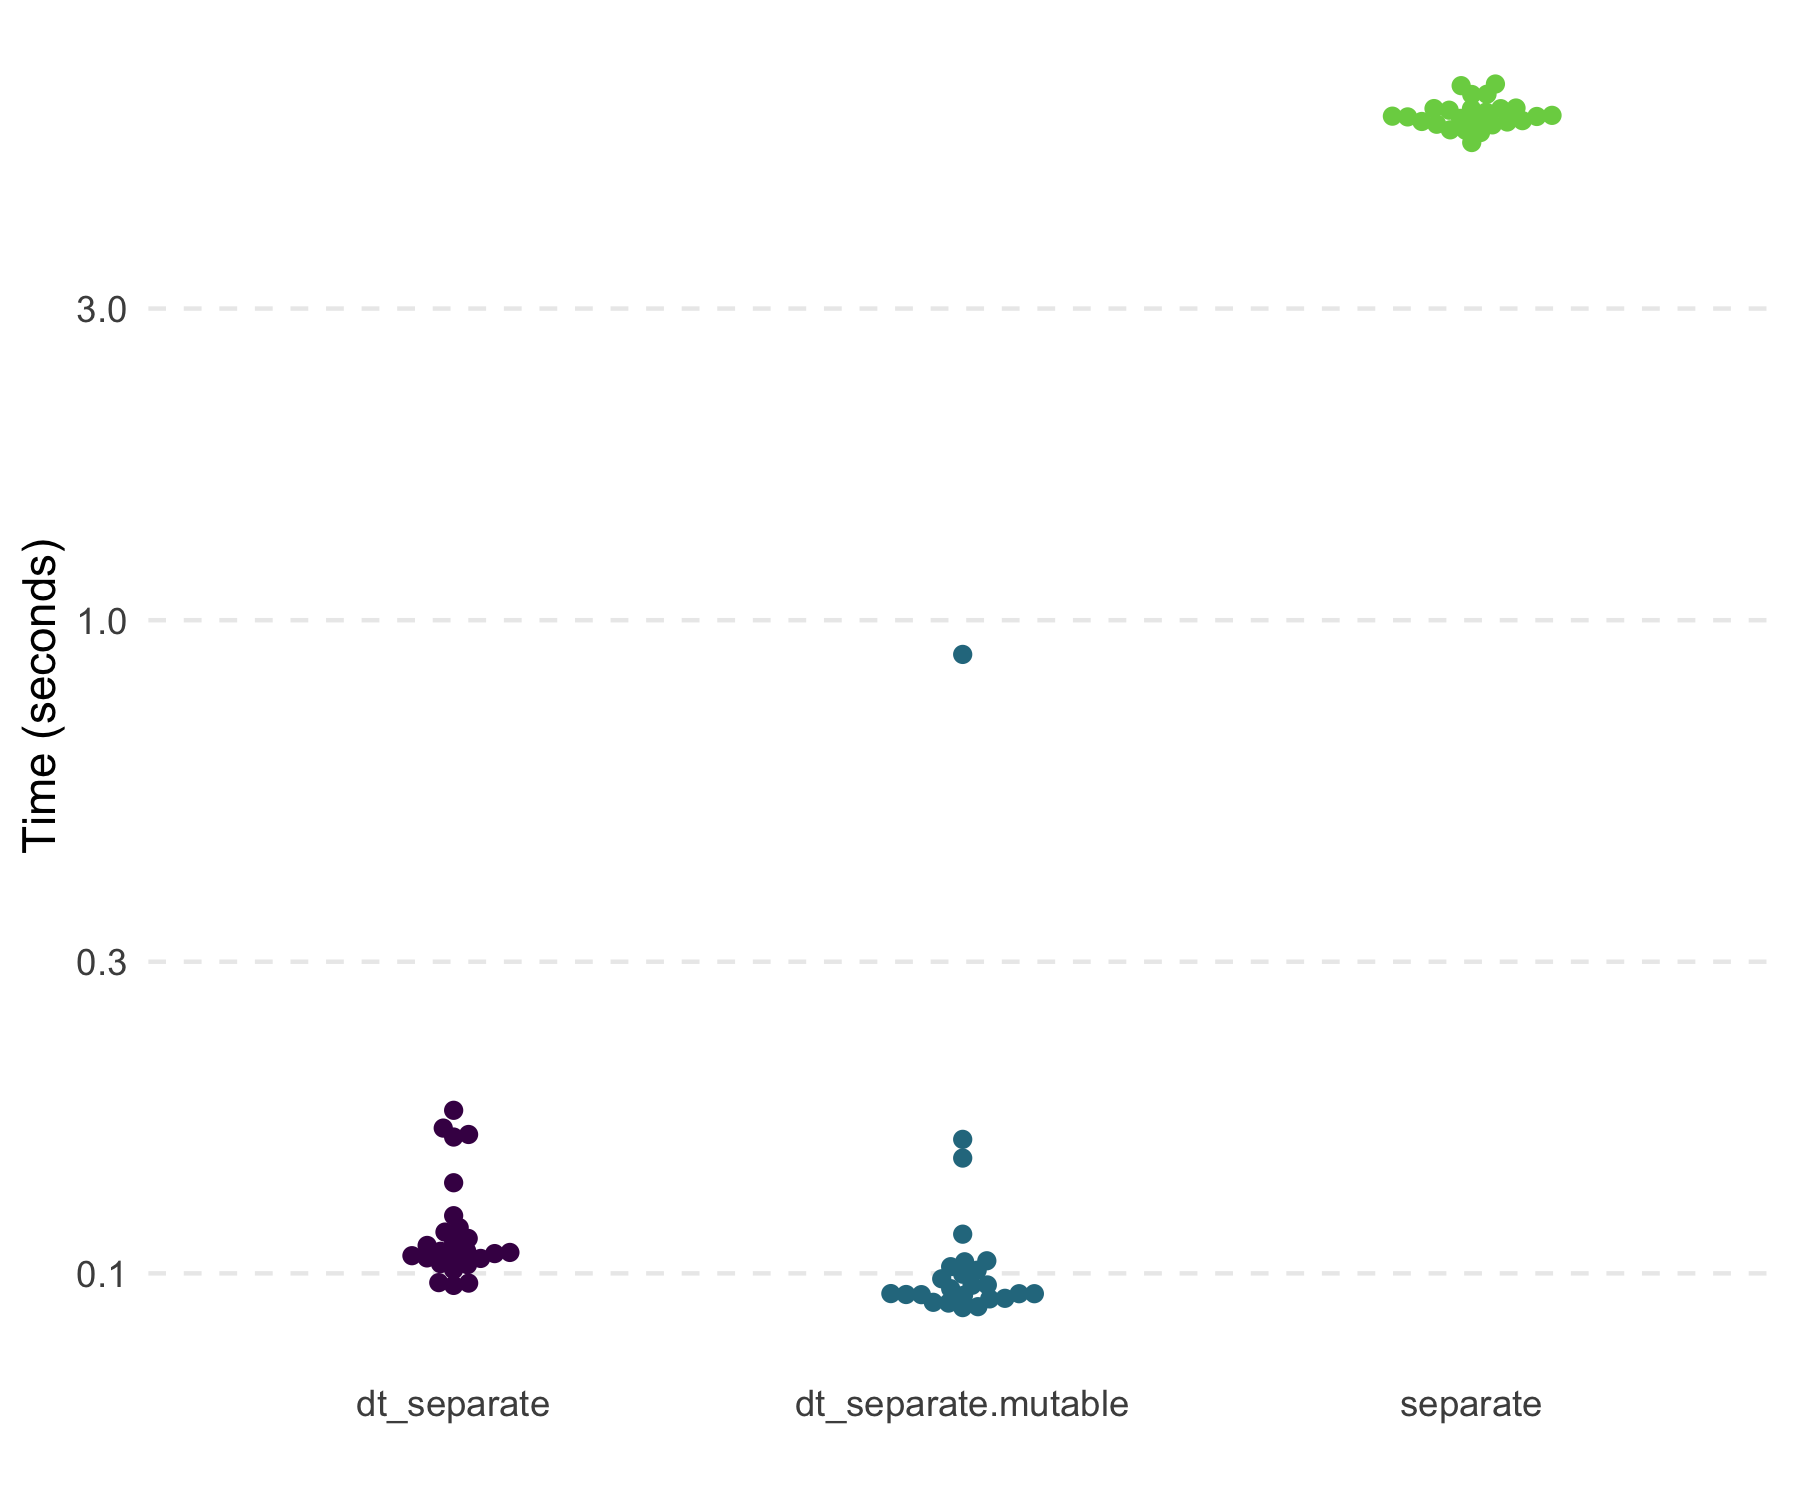 Time (seconds)
3.0
1.0
0.3
0.1
dt_separate
dt_separate.mutable
separate